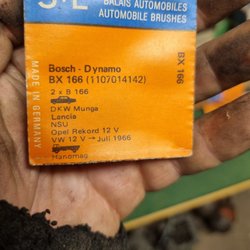 BALAIS AUTOMOBILES
AUTOMOBILE BRUSHES
BX 166
MADE IN GERMANY
Bosch - Dynamo
BX 166 (1107014142)
2 x B 166
DKW Munga
Lancia
NSU
Opel Rekord 12 V
VW 12 V → Juli 1966
Hanomag